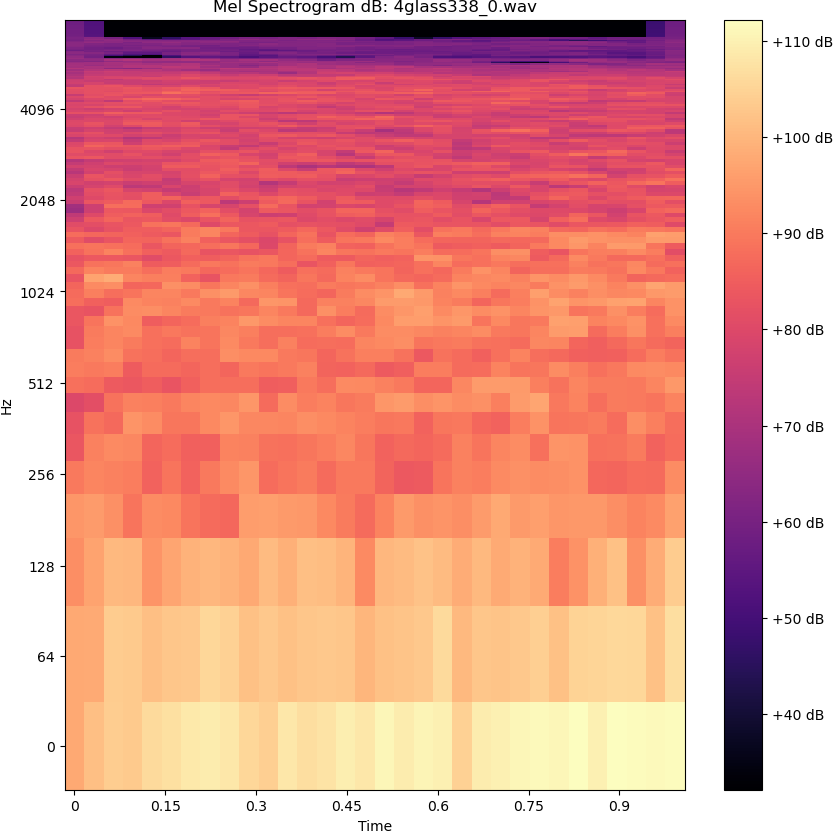 Mel Spectrogram dB: 4glass338_0.wav
+110 dB
+100 dB
+90 dB
+80 dB
+70 dB
+60 dB
+50 dB
+40 dB
4096
2048
1024
512
256
128
64
0
Hz
0 0.15 0.3 0.45 0.6 0.75 0.9
Time